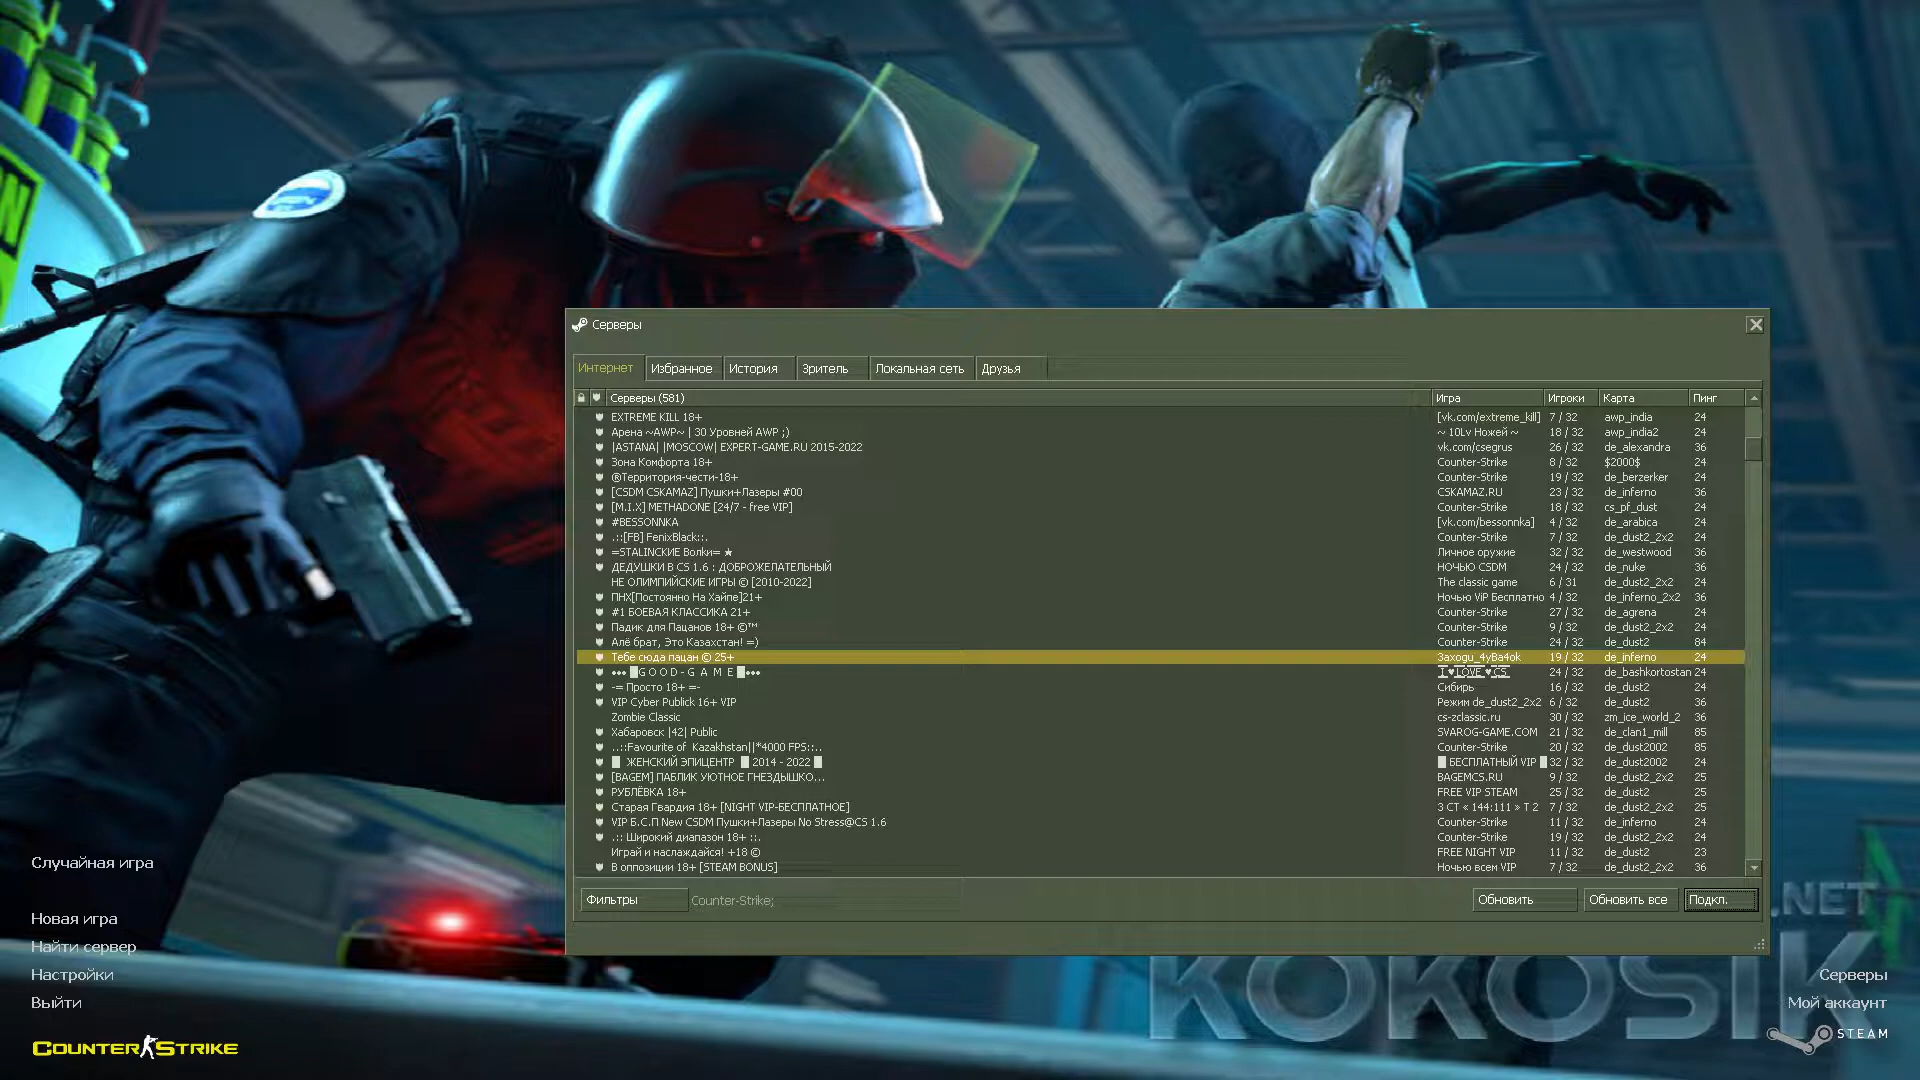 Серверы
Интернет Избранное История Зритель Локальная сеть Друзья
Серверы (581) Игра Игроки Карта Пинг
EXTREME KILL 18+ [vk.com/extreme_kill] 7 / 32 awp_india 24
Арена ~AWP~ | 30 Уровней AWP ;) ~ 10Lv Ножей ~ 18 / 32 awp_india2 24
|ASTANA| |MOSCOW| EXPERT-GAME.RU 2015-2022 vk.com/csegrus 26 / 32 de_alexandra 36
Зона Комфорта 18+ Counter-Strike 8 / 32 $2000$ 24
®Территория-чести-18+ Counter-Strike 19 / 32 de_berzerker 24
[CSDM CSKAMAZ] Пушки+Лазеры #00 CSKAMAZ.RU 23 / 32 de_inferno 36
[M.I.X] METHADONE [24/7 - free VIP] Counter-Strike 18 / 32 cs_pf_dust 24
#BESSONNKA [vk.com/bessonnka] 4 / 32 de_arabica 24
.::[FB] FenixBlack::. Counter-Strike 7 / 32 de_dust2_2x2 24
=STALINCКИЕ Bолkи= ★ Личное оружие 32 / 32 de_westwood 36
ДЕДУШКИ В CS 1.6 : ДОБРОЖЕЛАТЕЛЬНЫЙ НОЧЬЮ CSDM 24 / 32 de_nuke 36
НЕ ОЛИМПИЙСКИЕ ИГРЫ © [2010-2022] The classic game 6 / 31 de_dust2_2x2 24
ПНХ[Постоянно На Хайпе]21+ Ночью ViP Бесплатно 4 / 32 de_inferno_2x2 36
#1 БОЕВАЯ КЛАССИКА 21+ Counter-Strike 27 / 32 de_agrena 24
Падик для Пацанов 18+ ©™ Counter-Strike 9 / 32 de_dust2_2x2 24
Алё брат, Это Казахстан! =) Counter-Strike 24 / 32 de_dust2 84
Тебе сюда пацан © 25+ 3axogu_4yBa4ok 19 / 32 de_inferno 24
●●● █G O O D - G A M E █●●● I ♥ LOVE ♥ CS 24 / 32 de_bashkortostan 24
-= Просто 18+ =- Сибирь 16 / 32 de_dust2 24
VIP Cyber Publick 16+ VIP Режим de_dust2_2x2 6 / 32 de_dust2 36
Zombie Classic cs-zclassic.ru 30 / 32 zm_ice_world_2 36
Хабаровск |42| Public SVAROG-GAME.COM 21 / 32 de_clan1_mill 85
..::Favourite of Kazakhstan||*4000 FPS::.. Counter-Strike 20 / 32 de_dust2002 85
█ ЖЕНСКИЙ ЭПИЦЕНТР █ 2014 - 2022 █ █ БЕСПЛАТНЫЙ VIP █ 32 / 32 de_dust2002 24
[BAGEM] ПАБЛИК УЮТНОЕ ГНЕЗДЫШКО... BAGEMCS.RU 9 / 32 de_dust2_2x2 25
РУБЛЁВКА 18+ FREE VIP STEAM 25 / 32 de_dust2 25
Старая Гвардия 18+ [NIGHT VIP-БЕСПЛАТНОЕ] 3 CT « 144:111 » T 2 7 / 32 de_dust2_2x2 25
VIP Б.С.П New CSDM Пушки+Лазеры No Stress@CS 1.6 Counter-Strike 11 / 32 de_inferno 24
.:: Широкий диапазон 18+ ::. Counter-Strike 19 / 32 de_dust2_2x2 24
Играй и наслаждайся! +18 © FREE NIGHT VIP 11 / 32 de_dust2 23
В оппозиции 18+ [STEAM BONUS] Ночью всем VIP 7 / 32 de_dust2_2x2 36
Фильтры Counter-Strike; Обновить Обновить все Подкл.
Случайная игра
Новая игра
Найти сервер
Настройки
Выйти
COUNTER STRIKE
.NET
KOKOSIK
Серверы
Мой аккаунт
STEAM